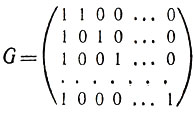 1 1 0 0 ... 0
1 0 1 0 ... 0
G = 1 0 0 1 ... 0
. . . . . . .
1 0 0 0 ... 1